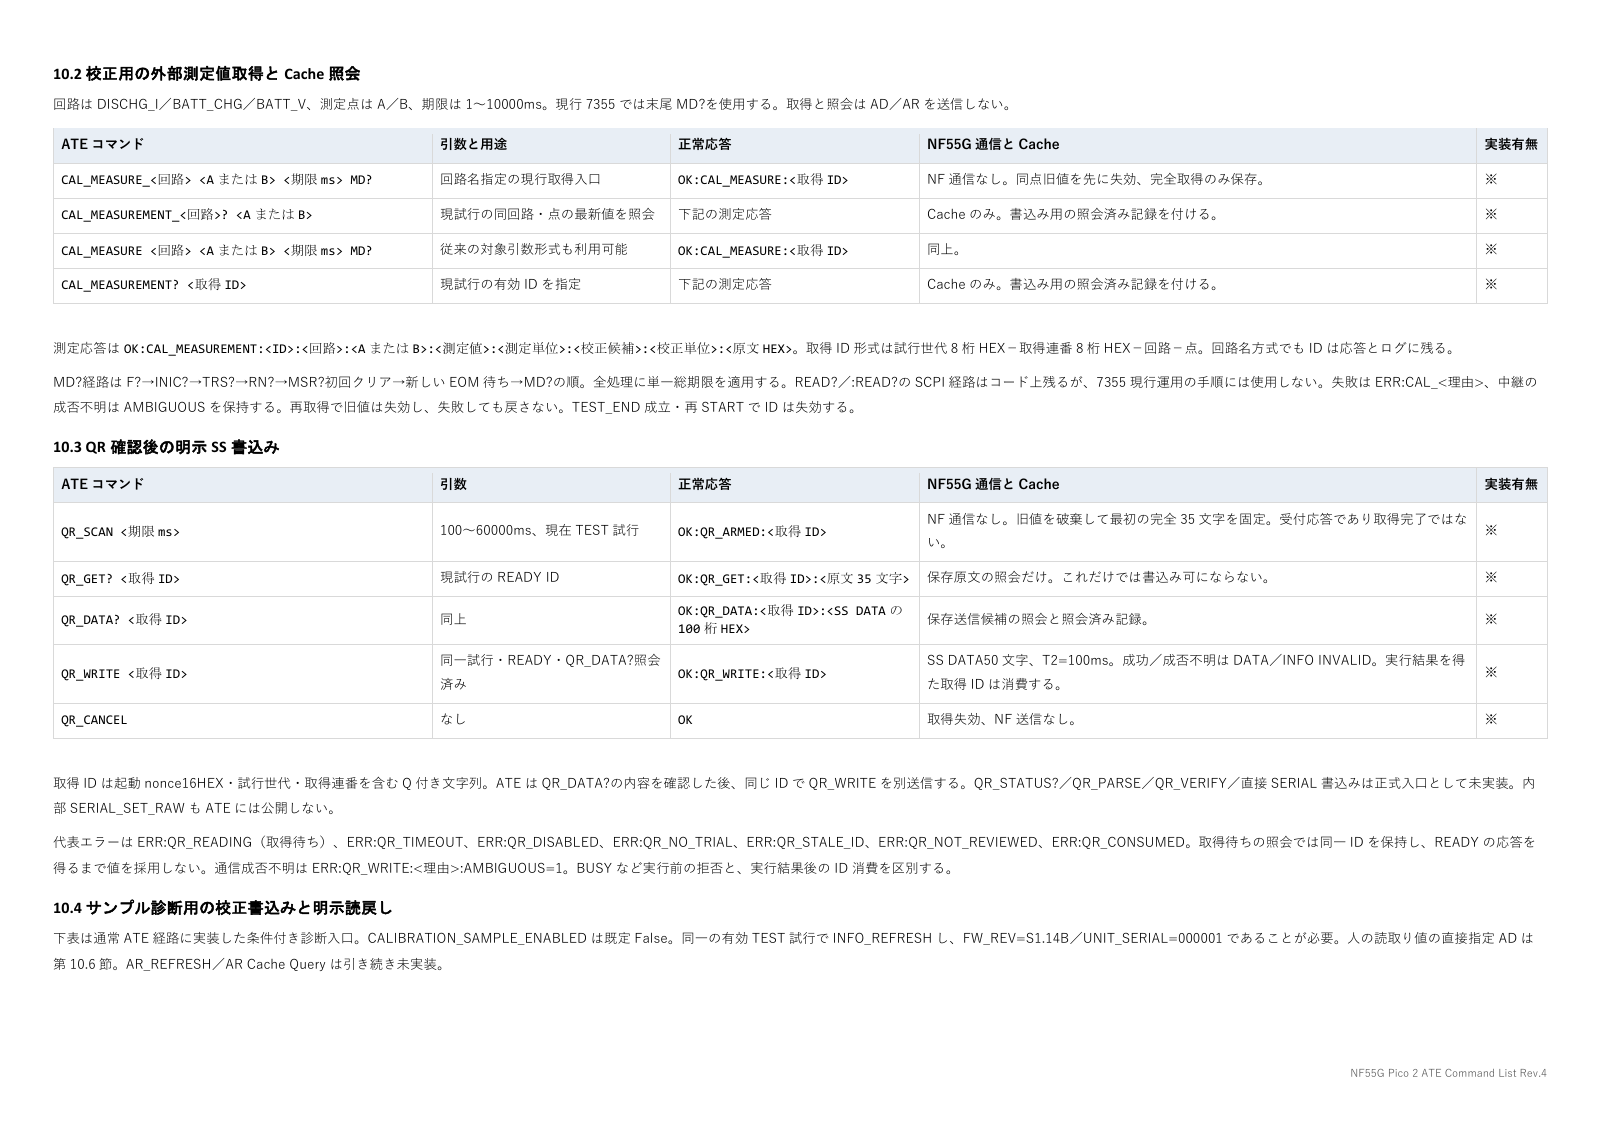 10.2 校正用の外部測定値取得と Cache 照会
回路は DISCHG_I／BATT_CHG／BATT_V、測定点は A／B、期限は 1～10000ms。現行 7355 では末尾 MD?を使用する。取得と照会は AD／AR を送信しない。
ATE コマンド 引数と用途 正常応答 NF55G 通信と Cache 実装有無
CAL_MEASURE_<回路> <A または B> <期限 ms> MD? 回路名指定の現行取得入口 OK:CAL_MEASURE:<取得 ID> NF 通信なし。同点旧値を先に失効、完全取得のみ保存。 ※
CAL_MEASUREMENT_<回路>? <A または B> 現試行の同回路・点の最新値を照会 下記の測定応答 Cache のみ。書込み用の照会済み記録を付ける。 ※
CAL_MEASURE <回路> <A または B> <期限 ms> MD? 従来の対象引数形式も利用可能 OK:CAL_MEASURE:<取得 ID> 同上。 ※
CAL_MEASUREMENT? <取得 ID> 現試行の有効 ID を指定 下記の測定応答 Cache のみ。書込み用の照会済み記録を付ける。 ※
測定応答は OK:CAL_MEASUREMENT:<ID>:<回路>:<A または B>:<測定値>:<測定単位>:<校正候補>:<校正単位>:<原文 HEX>。取得 ID 形式は試行世代 8 桁 HEX－取得連番 8 桁 HEX－回路－点。回路名方式でも ID は応答とログに残る。
MD?経路は F?→INIC?→TRS?→RN?→MSR?初回クリア→新しい EOM 待ち→MD?の順。全処理に単一総期限を適用する。READ?／:READ?の SCPI 経路はコード上残るが、7355 現行運用の手順には使用しない。失敗は ERR:CAL_<理由>、中継の
成否不明は AMBIGUOUS を保持する。再取得で旧値は失効し、失敗しても戻さない。TEST_END 成立・再 START で ID は失効する。
10.3 QR 確認後の明示 SS 書込み
ATE コマンド 引数 正常応答 NF55G 通信と Cache 実装有無
QR_SCAN <期限 ms> 100～60000ms、現在 TEST 試行 OK:QR_ARMED:<取得 ID> NF 通信なし。旧値を破棄して最初の完全 35 文字を固定。受付応答であり取得完了ではな
い。 ※
QR_GET? <取得 ID> 現試行の READY ID OK:QR_GET:<取得 ID>:<原文 35 文字> 保存原文の照会だけ。これだけでは書込み可にならない。 ※
QR_DATA? <取得 ID> 同上 OK:QR_DATA:<取得 ID>:<SS DATA の
100 桁 HEX> 保存送信候補の照会と照会済み記録。 ※
QR_WRITE <取得 ID> 同一試行・READY・QR_DATA?照会
済み OK:QR_WRITE:<取得 ID> SS DATA50 文字、T2=100ms。成功／成否不明は DATA／INFO INVALID。実行結果を得
た取得 ID は消費する。 ※
QR_CANCEL なし OK 取得失効、NF 送信なし。 ※
取得 ID は起動 nonce16HEX・試行世代・取得連番を含む Q 付き文字列。ATE は QR_DATA?の内容を確認した後、同じ ID で QR_WRITE を別送信する。QR_STATUS?／QR_PARSE／QR_VERIFY／直接 SERIAL 書込みは正式入口として未実装。内
部 SERIAL_SET_RAW も ATE には公開しない。
代表エラーは ERR:QR_READING（取得待ち）、ERR:QR_TIMEOUT、ERR:QR_DISABLED、ERR:QR_NO_TRIAL、ERR:QR_STALE_ID、ERR:QR_NOT_REVIEWED、ERR:QR_CONSUMED。取得待ちの照会では同一 ID を保持し、READY の応答を
得るまで値を採用しない。通信成否不明は ERR:QR_WRITE:<理由>:AMBIGUOUS=1。BUSY など実行前の拒否と、実行結果後の ID 消費を区別する。
10.4 サンプル診断用の校正書込みと明示読戻し
下表は通常 ATE 経路に実装した条件付き診断入口。CALIBRATION_SAMPLE_ENABLED は既定 False。同一の有効 TEST 試行で INFO_REFRESH し、FW_REV=S1.14B／UNIT_SERIAL=000001 であることが必要。人の読取り値の直接指定 AD は
第 10.6 節。AR_REFRESH／AR Cache Query は引き続き未実装。
NF55G Pico 2 ATE Command List Rev.4